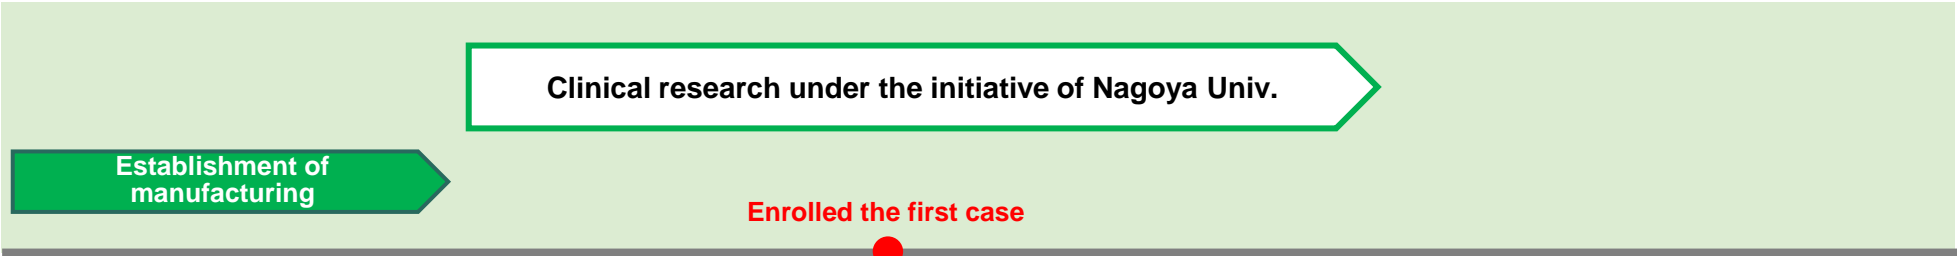 Clinical research under the initiative of Nagoya Univ.
Establishment of
manufacturing
Enrolled the first case